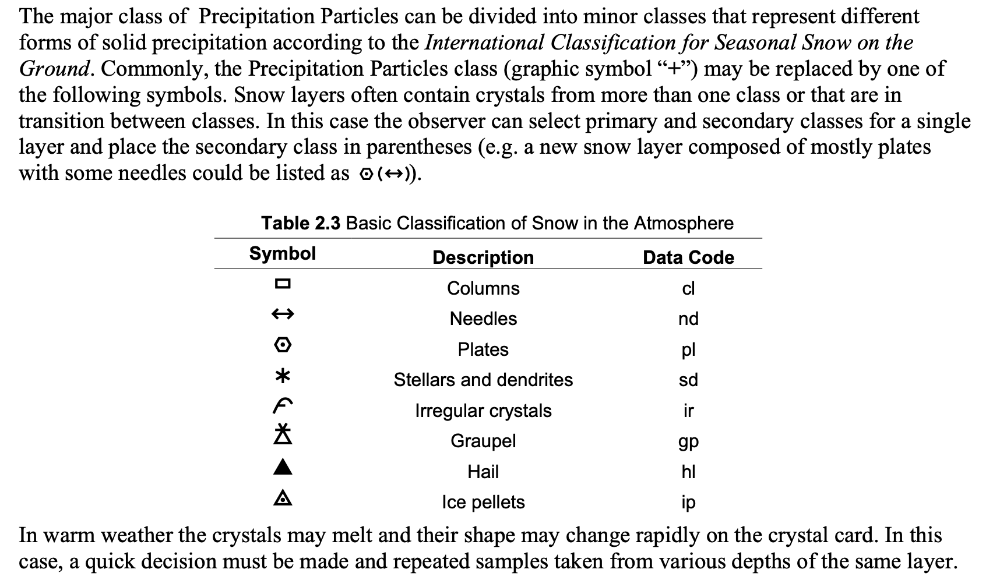 The major class of  Precipitation Particles can be divided into minor classes that represent different
forms of solid precipitation according to the International Classification for Seasonal Snow on the
Ground. Commonly, the Precipitation Particles class (graphic symbol “+”) may be replaced by one of
the following symbols. Snow layers often contain crystals from more than one class or that are in
transition between classes. In this case the observer can select primary and secondary classes for a single
layer and place the secondary class in parentheses (e.g. a new snow layer composed of mostly plates
with some needles could be listed as ⌬(↔)).
Table 2.3 Basic Classification of Snow in the Atmosphere
Symbol Description Data Code
Columns cl
Needles nd
Plates pl
Stellars and dendrites sd
Irregular crystals ir
Graupel gp
Hail hl
Ice pellets ip
In warm weather the crystals may melt and their shape may change rapidly on the crystal card. In this
case, a quick decision must be made and repeated samples taken from various depths of the same layer.